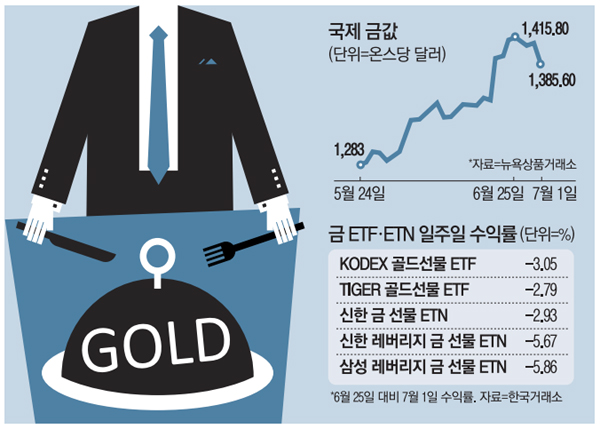 국제 금값
(단위=온스당 달러)
1,415.80
1,385.60
1,283
*자료=뉴욕상품거래소
5월 24일 6월 25일 7월 1일
GOLD
금 ETF·ETN 일주일 수익률 (단위=%)
KODEX 골드선물 ETF -3.05
TIGER 골드선물 ETF -2.79
신한 금 선물 ETN -2.93
신한 레버리지 금 선물 ETN -5.67
삼성 레버리지 금 선물 ETN -5.86
*6월 25일 대비 7월 1일 수익률. 자료=한국거래소